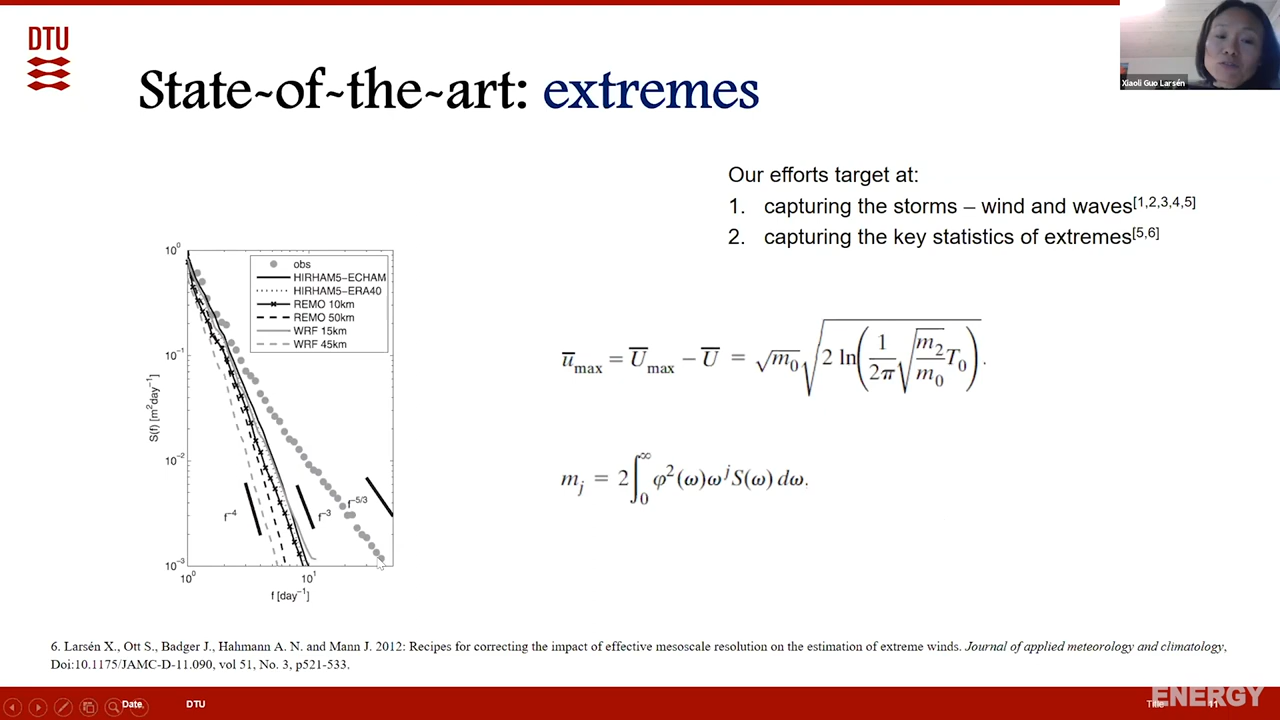 DTU
State-of-the-art: extremes
Xiaoli Guo Larsén
Our efforts target at:
1. capturing the storms – wind and waves[1,2,3,4,5]
2. capturing the key statistics of extremes[5,6]
10⁰
10⁻¹
10⁻²
10⁻³
S(f) [m²day⁻¹]
obs
HIRHAM5−ECHAM
HIRHAM5−ERA40
REMO 10km
REMO 50km
WRF 15km
WRF 45km
f⁻⁴
f⁻³
f⁻⁵/³
10⁰
10¹
f [day⁻¹]
u̅max = U̅max − U̅ = √m₀ √(2 ln(1/2π √(m₂/m₀) T₀)).
mⱼ = 2∫₀^∞ φ²(ω)ωʲS(ω) dω.
6. Larsén X., Ott S., Badger J., Hahmann A. N. and Mann J. 2012: Recipes for correcting the impact of effective mesoscale resolution on the estimation of extreme winds. Journal of applied meteorology and climatology,
Doi:10.1175/JAMC-D-11.090, vol 51, No. 3, p521-533.
Date
DTU
Title
11
ENERGY